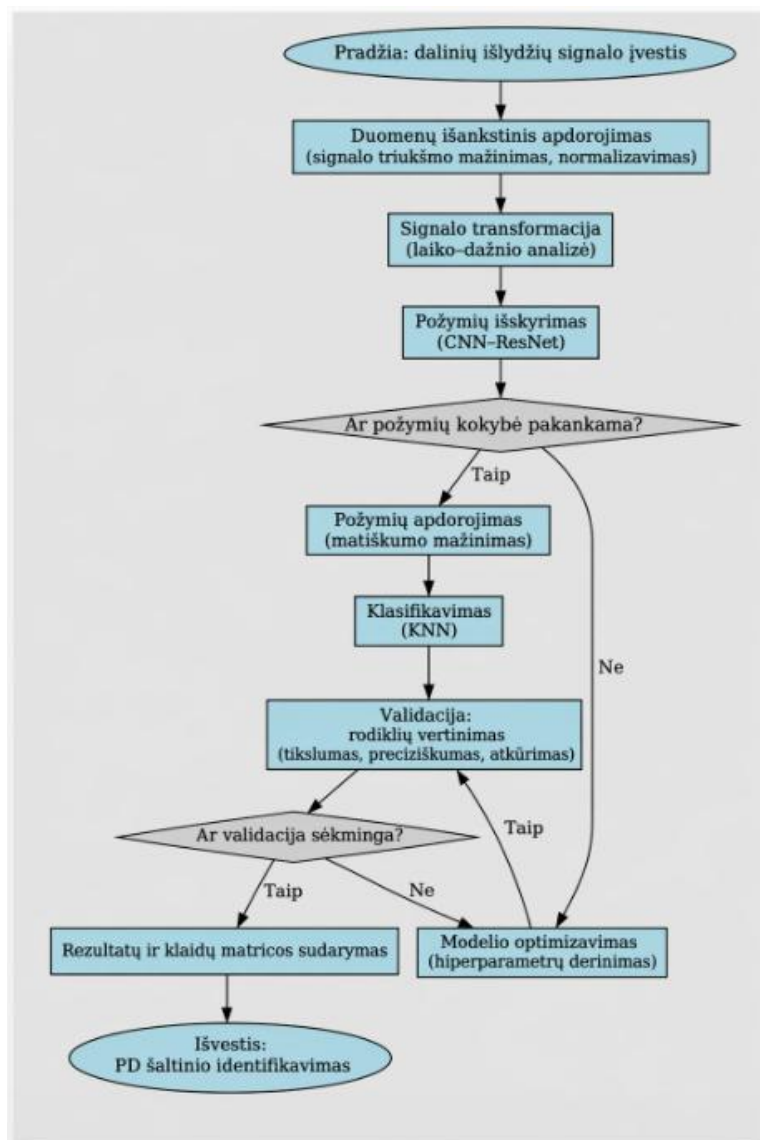 Pradžia: dalinių išlydžių signalo įvestis
Duomenų išankstinis apdorojimas
(signalo triukšmo mažinimas, normalizavimas)
Signalo transformacija
(laiko–dažnio analizė)
Požymių išskyrimas
(CNN–ResNet)
Ar požymių kokybė pakankama?
Taip
Požymių apdorojimas
(matiškumo mažinimas)
Klasifikavimas
(KNN)
Ne
Validacija:
rodiklių vertinimas
(tikslumas, preciziškumas, atkūrimas)
Taip
Ar validacija sėkminga?
Taip
Ne
Rezultatų ir klaidų matricos sudarymas
Modelio optimizavimas
(hiperparametrų derinimas)
Išvestis:
PD šaltinio identifikavimas